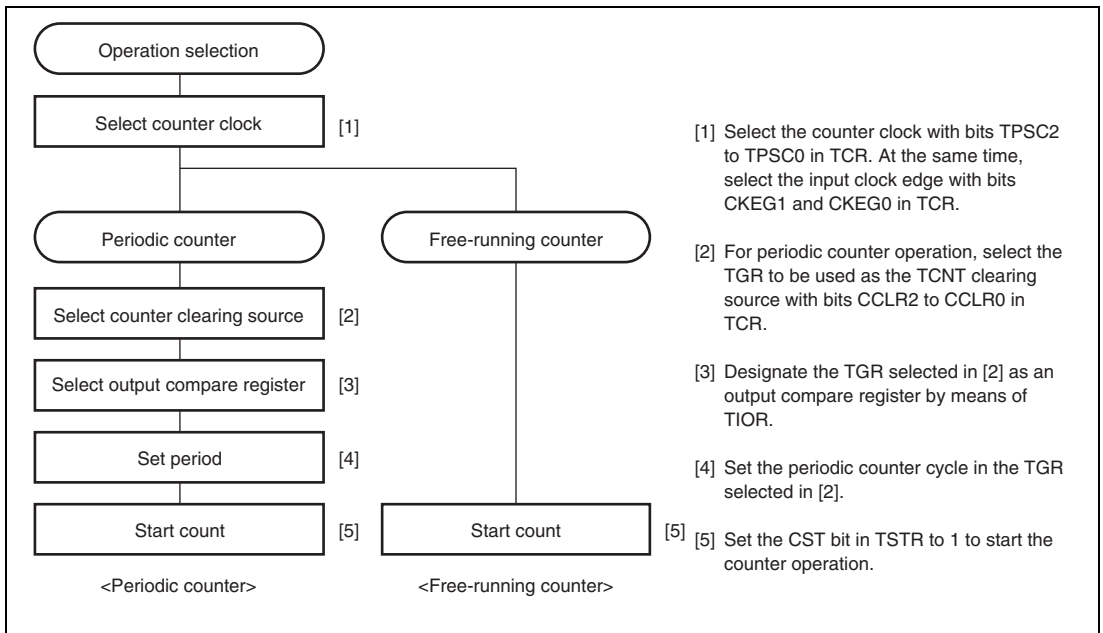 Operation selection
Select counter clock
[1]
Periodic counter
Free-running counter
Select counter clearing source
[2]
Select output compare register
[3]
Set period
[4]
Start count
[5]
Start count
[5]
<Periodic counter>
<Free-running counter>
[1] Select the counter clock with bits TPSC2
to TPSC0 in TCR. At the same time,
select the input clock edge with bits
CKEG1 and CKEG0 in TCR.
[2] For periodic counter operation, select the
TGR to be used as the TCNT clearing
source with bits CCLR2 to CCLR0 in
TCR.
[3] Designate the TGR selected in [2] as an
output compare register by means of
TIOR.
[4] Set the periodic counter cycle in the TGR
selected in [2].
[5] Set the CST bit in TSTR to 1 to start the
counter operation.